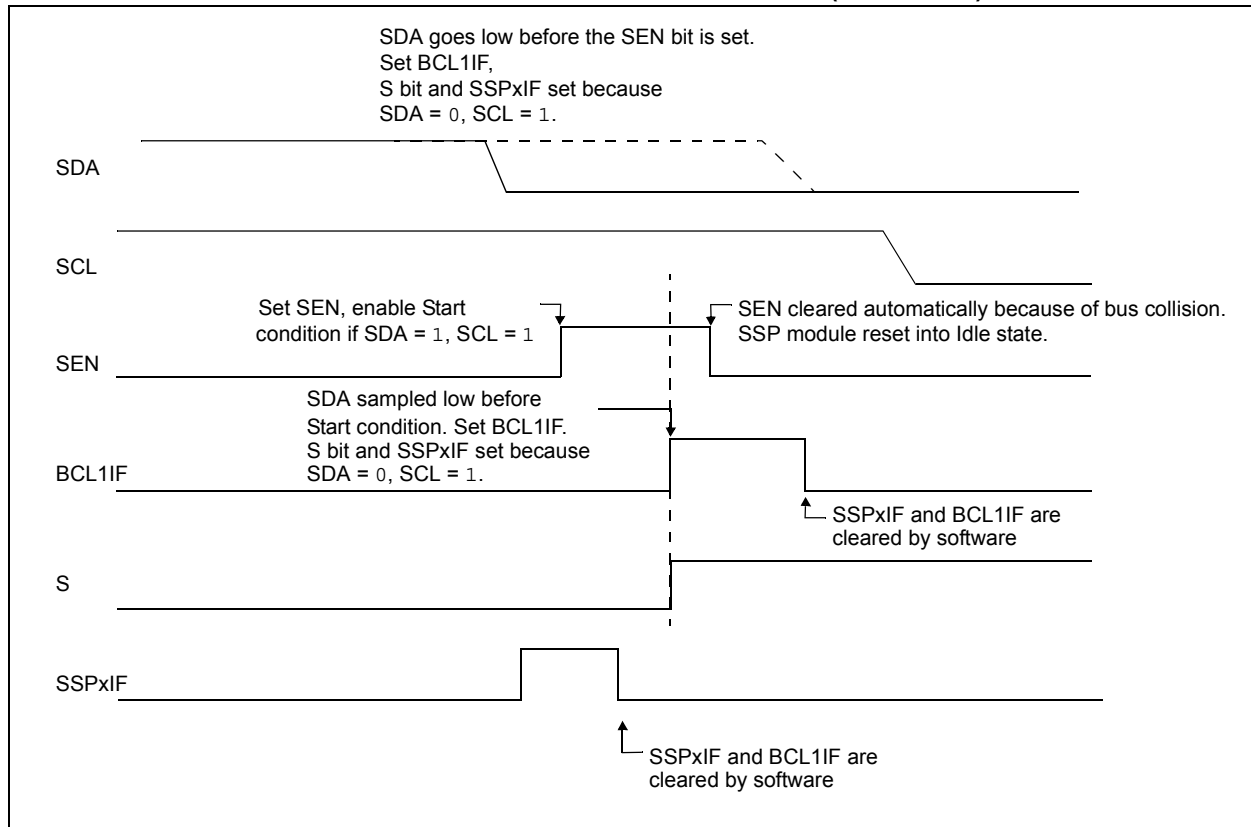 SDA goes low before the SEN bit is set.
Set BCL1IF,
S bit and SSPxIF set because
SDA = 0, SCL = 1.
SDA
SCL
Set SEN, enable Start
condition if SDA = 1, SCL = 1
SEN cleared automatically because of bus collision.
SSP module reset into Idle state.
SEN
SDA sampled low before
Start condition. Set BCL1IF.
S bit and SSPxIF set because
SDA = 0, SCL = 1.
BCL1IF
SSPxIF and BCL1IF are
cleared by software
S
SSPxIF
SSPxIF and BCL1IF are
cleared by software